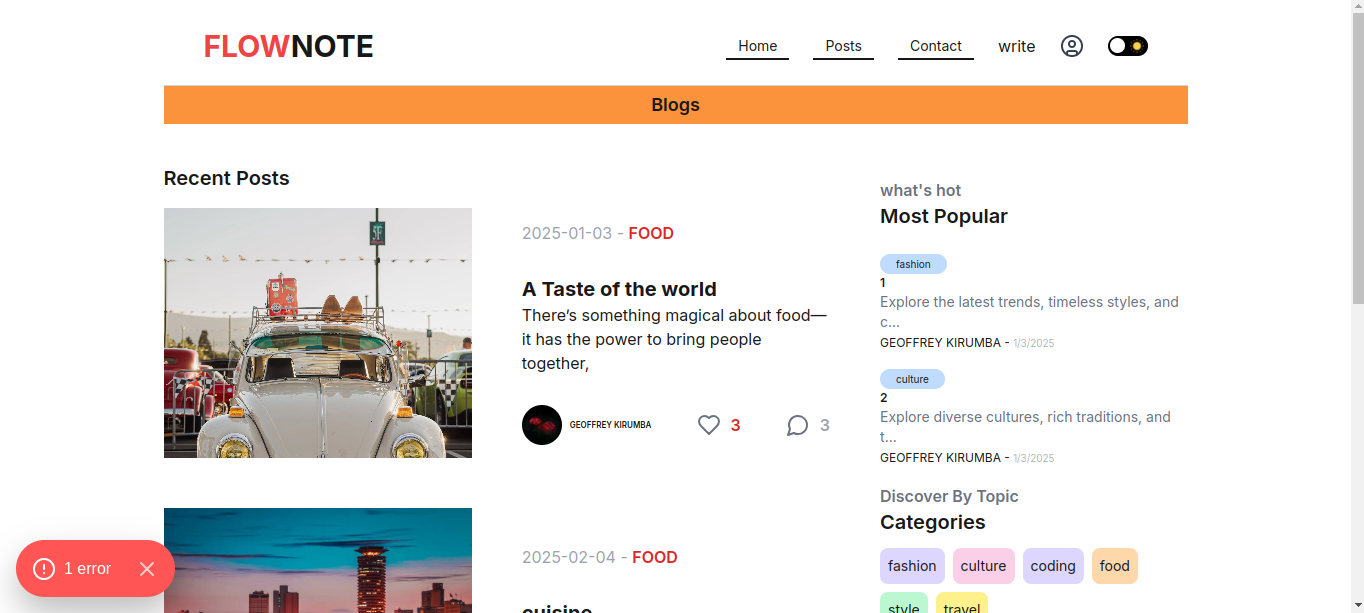 FLOWNOTE
Home Posts Contact write
Blogs
Recent Posts
2025-01-03 - FOOD
A Taste of the world
There's something magical about food—
it has the power to bring people
together,
GEOFFREY KIRUMBA 3 3
2025-02-04 - FOOD
cuisine
what's hot
Most Popular
fashion
1
Explore the latest trends, timeless styles, and
c...
GEOFFREY KIRUMBA - 1/3/2025
culture
2
Explore diverse cultures, rich traditions, and
t...
GEOFFREY KIRUMBA - 1/3/2025
Discover By Topic
Categories
fashion culture coding food
style travel
1 error